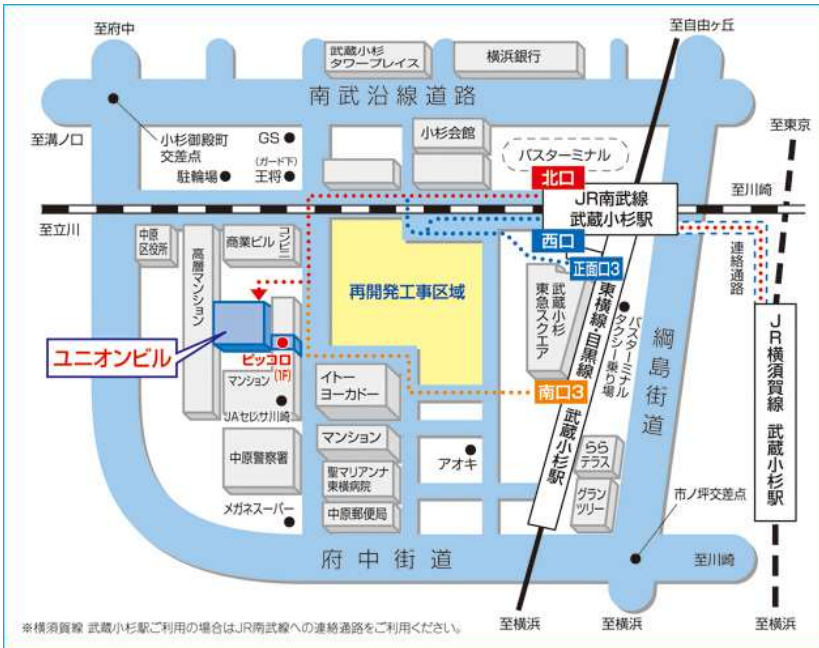 至府中
至自由ヶ丘
武蔵小杉
タワープレイス
横浜銀行
南武沿線道路
至溝ノ口
小杉御殿町
交差点
GS
(ガード下)
駐輪場
王将
小杉会館
バスターミナル
至東京
北口
JR南武線
武蔵小杉駅
至川崎
至立川
中原
区役所
高層マンション
商業ビル
コンビニ
再開発工事区域
西口
正面口3
連絡通路
武蔵小杉
東急スクエア
東横線・目黒線 武蔵小杉駅
バスターミナル
タクシー乗り場
綱島街道
JR横須賀線 武蔵小杉駅
ユニオンビル
ピッコロ
(1F)
マンション
JAセレサ川崎
イトー
ヨーカドー
南口3
中原警察署
マンション
聖マリアンナ
東横病院
中原郵便局
アオキ
らら
テラス
グラン
ツリー
市ノ坪交差点
メガネスーパー
府中街道
至川崎
至横浜
至横浜
至横浜
※横須賀線 武蔵小杉駅ご利用の場合はJR南武線への連絡通路をご利用ください。